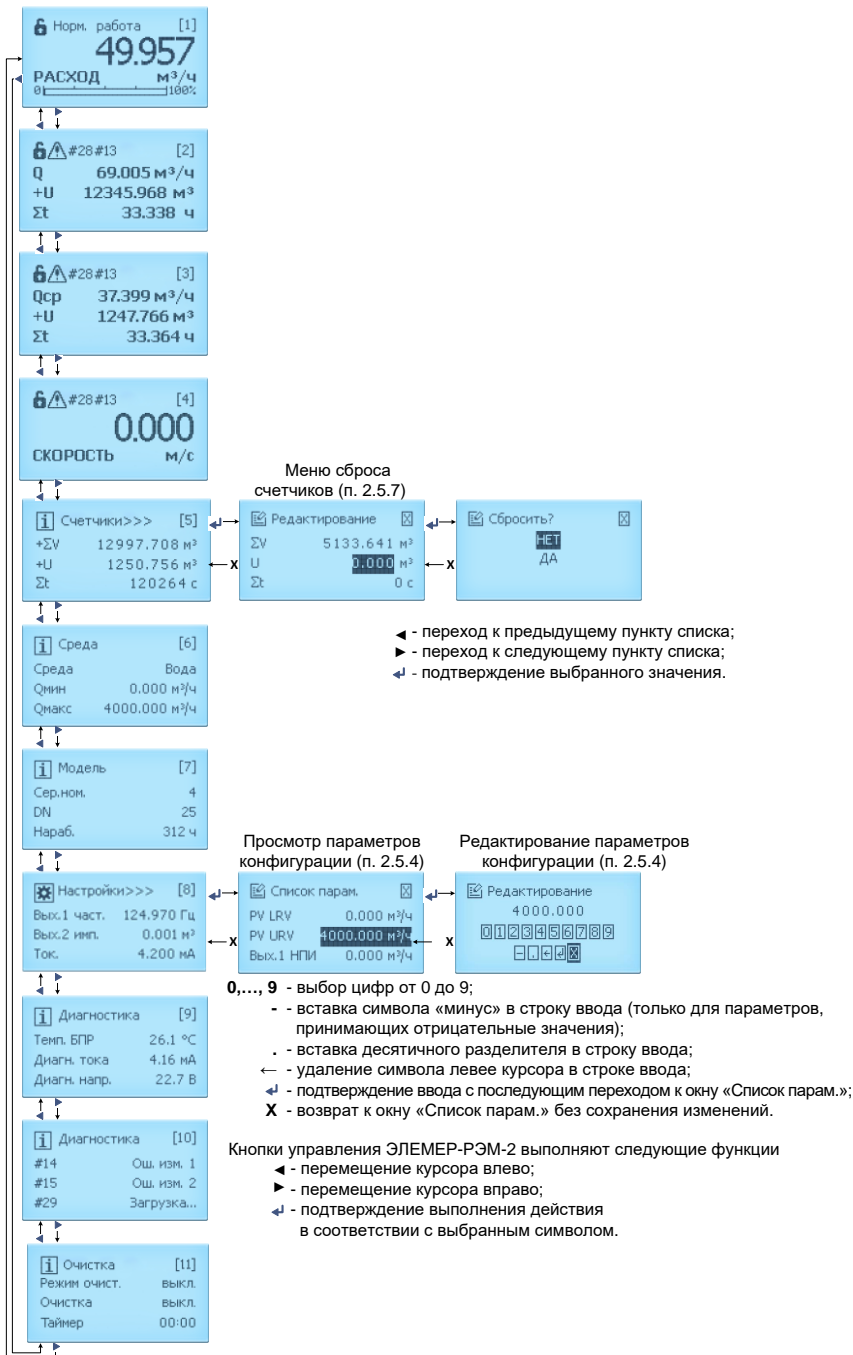 Норм. работа [1]
49.957
РАСХОД м³/ч
0 100%
#28#13 [2]
Q 69.005 м³/ч
+U 12345.968 м³
Σt 33.338 ч
#28#13 [3]
Qср 37.399 м³/ч
+U 1247.766 м³
Σt 33.364 ч
#28#13 [4]
0.000
СКОРОСТЬ м/с
Меню сброса
счетчиков (п. 2.5.7)
i Счетчики>>> [5]
+ΣV 12997.708 м³
+U 1250.756 м³
Σt 120264 с
X
Редактирование X
ΣV 5133.641 м³
U 0.000 м³
Σt 0 с
X
Сбросить? X
НЕТ
ДА
◄ - переход к предыдущему пункту списка;
► - переход к следующему пункту списка;
↵ - подтверждение выбранного значения.
i Среда [6]
Среда Вода
Qмин 0.000 м³/ч
Qмакс 4000.000 м³/ч
i Модель [7]
Сер.ном. 4
DN 25
Нараб. 312 ч
Просмотр параметров
конфигурации (п. 2.5.4)
Редактирование параметров
конфигурации (п. 2.5.4)
Настройки>>> [8]
Вых.1 част. 124.970 Гц
Вых.2 имп. 0.001 м³
Ток. 4.200 мА
X
Список парам. X
PV LRV 0.000 м³/ч
PV URV 4000.000 м³/ч
Вых.1 НПИ 0.000 м³/ч
X
Редактирование
4000.000
0 1 2 3 4 5 6 7 8 9
- . ← ↵ X
0,…, 9 - выбор цифр от 0 до 9;
- - вставка символа «минус» в строку ввода (только для параметров,
принимающих отрицательные значения);
. - вставка десятичного разделителя в строку ввода;
← - удаление символа левее курсора в строке ввода;
↵ - подтверждение ввода с последующим переходом к окну «Список парам.»;
X - возврат к окну «Список парам.» без сохранения изменений.
i Диагностика [9]
Темп. БПР 26.1 °C
Диагн. тока 4.16 мА
Диагн. напр. 22.7 В
i Диагностика [10]
#14 Ош. изм. 1
#15 Ош. изм. 2
#29 Загрузка...
Кнопки управления ЭЛЕМЕР-РЭМ-2 выполняют следующие функции
◄ - перемещение курсора влево;
► - перемещение курсора вправо;
↵ - подтверждение выполнения действия
в соответствии с выбранным символом.
i Очистка [11]
Режим очист. выкл.
Очистка выкл.
Таймер 00:00